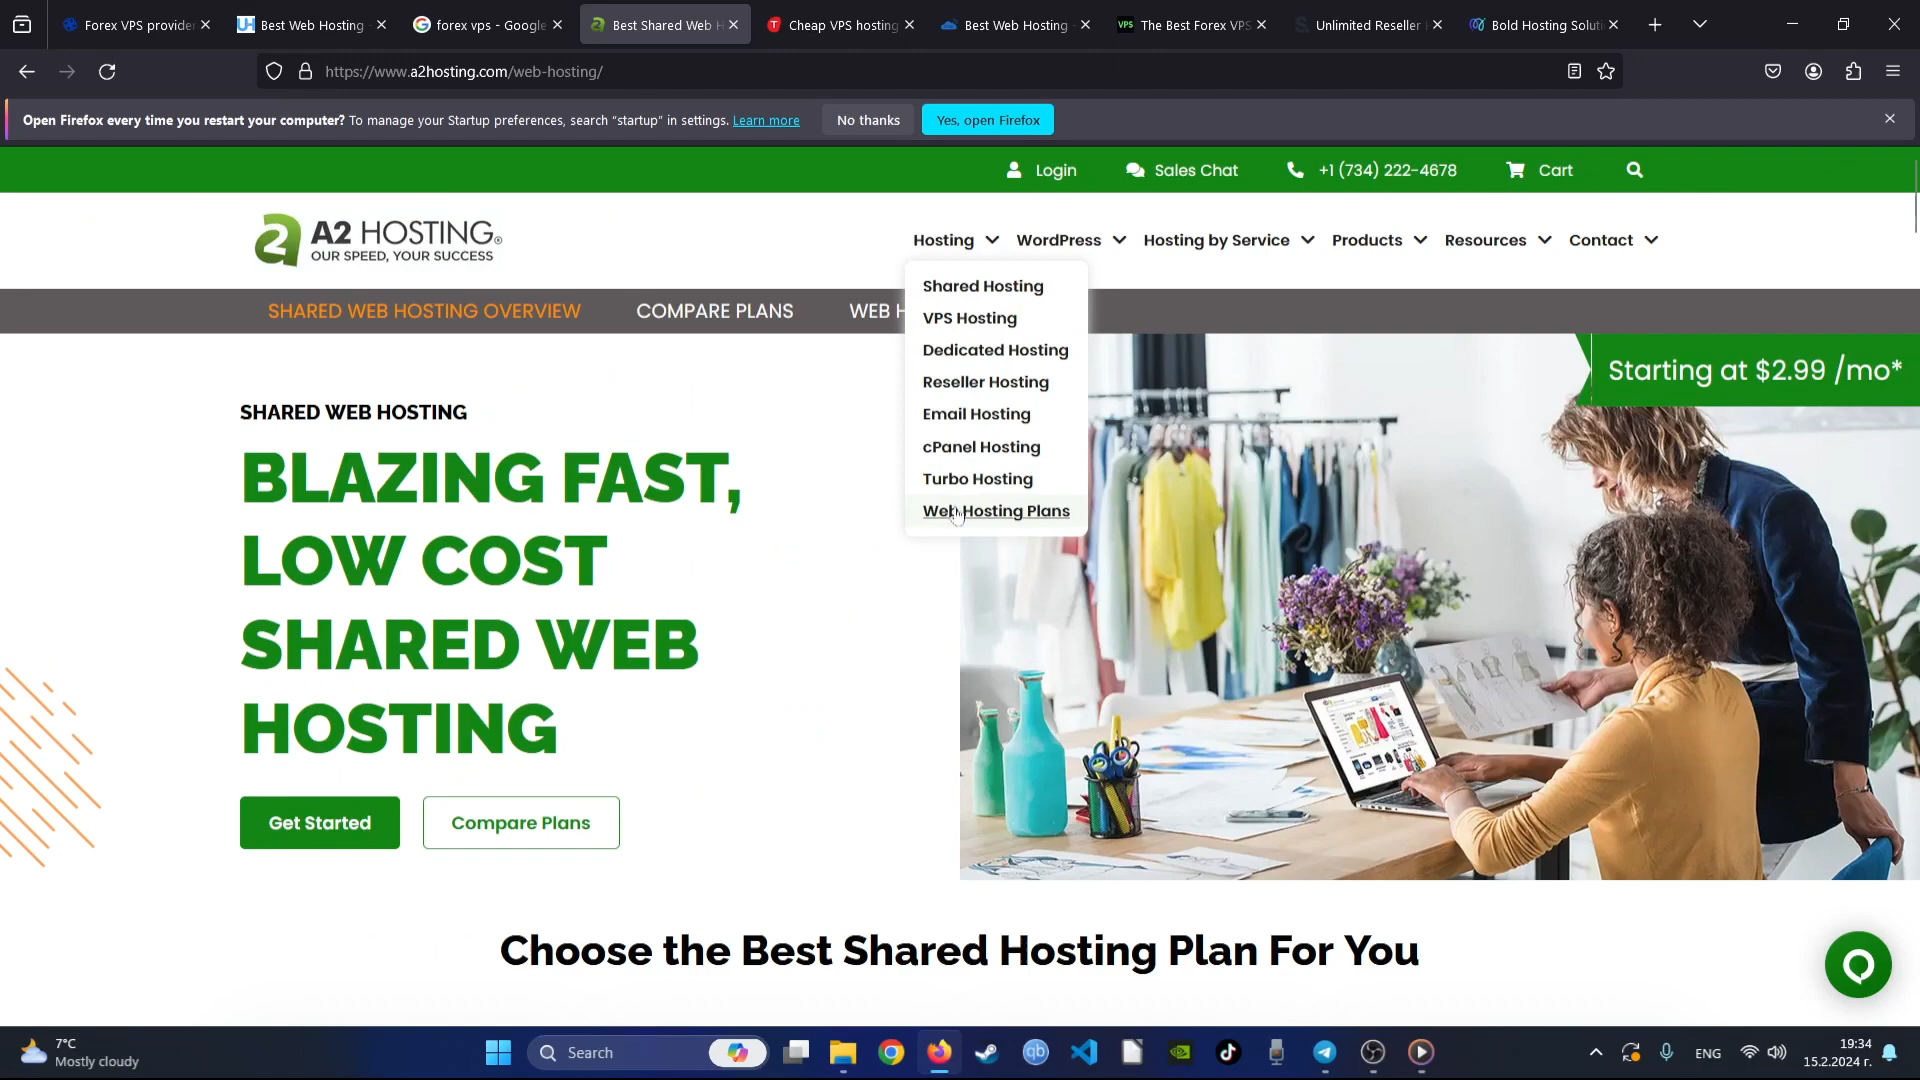 Forex VPS provide
Best Web Hosting -
forex vps - Google
Best Shared Web H
Cheap VPS hosting
Best Web Hosting -
The Best Forex VPS
Unlimited Reseller
Bold Hosting Soluti
https://www.a2hosting.com/web-hosting/
Open Firefox every time you restart your computer? To manage your Startup preferences, search "startup" in settings. Learn more
No thanks
Yes, open Firefox
Login
Sales Chat
+1 (734) 222-4678
Cart
A2 HOSTING®
OUR SPEED, YOUR SUCCESS
Hosting
WordPress
Hosting by Service
Products
Resources
Contact
Shared Hosting
VPS Hosting
Dedicated Hosting
Reseller Hosting
Email Hosting
cPanel Hosting
Turbo Hosting
Web Hosting Plans
SHARED WEB HOSTING OVERVIEW
COMPARE PLANS
WEB H
Starting at $2.99 /mo*
SHARED WEB HOSTING
BLAZING FAST,
LOW COST
SHARED WEB
HOSTING
Get Started
Compare Plans
Choose the Best Shared Hosting Plan For You
7°C
Mostly cloudy
Search
ENG
19:34
15.2.2024 г.